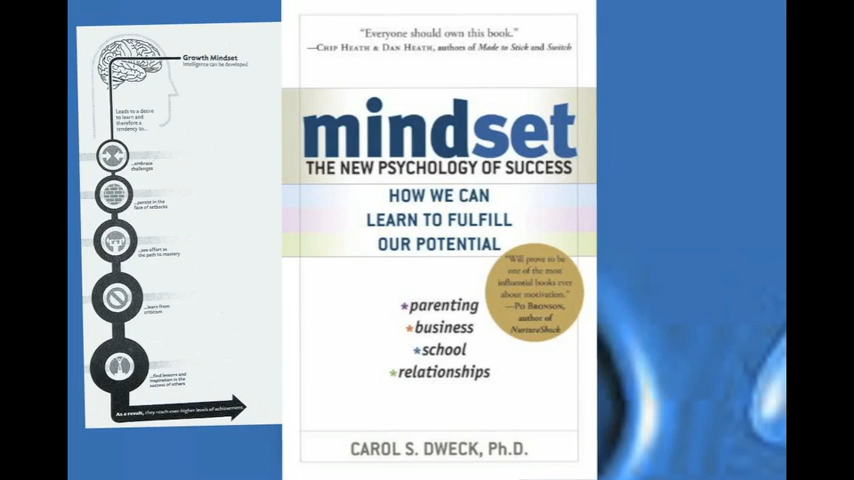 Growth Mindset
Intelligence can be developed
Leads to a desire
to learn and
therefore a
tendency to...
...embrace
challenges
...persist in the
face of setbacks
...see effort as
the path to mastery
...learn from
criticism
...find lessons and
inspiration in the
success of others
As a result, they reach ever-higher levels of achievement.
"Everyone should own this book."
—CHIP HEATH & DAN HEATH, authors of Made to Stick and Switch
mindset
THE NEW PSYCHOLOGY OF SUCCESS
HOW WE CAN
LEARN TO FULFILL
OUR POTENTIAL
"Will prove to be
one of the most
influential books ever
about motivation."
—PO BRONSON,
author of
NurtureShock
*parenting
*business
*school
*relationships
CAROL S. DWECK, Ph.D.